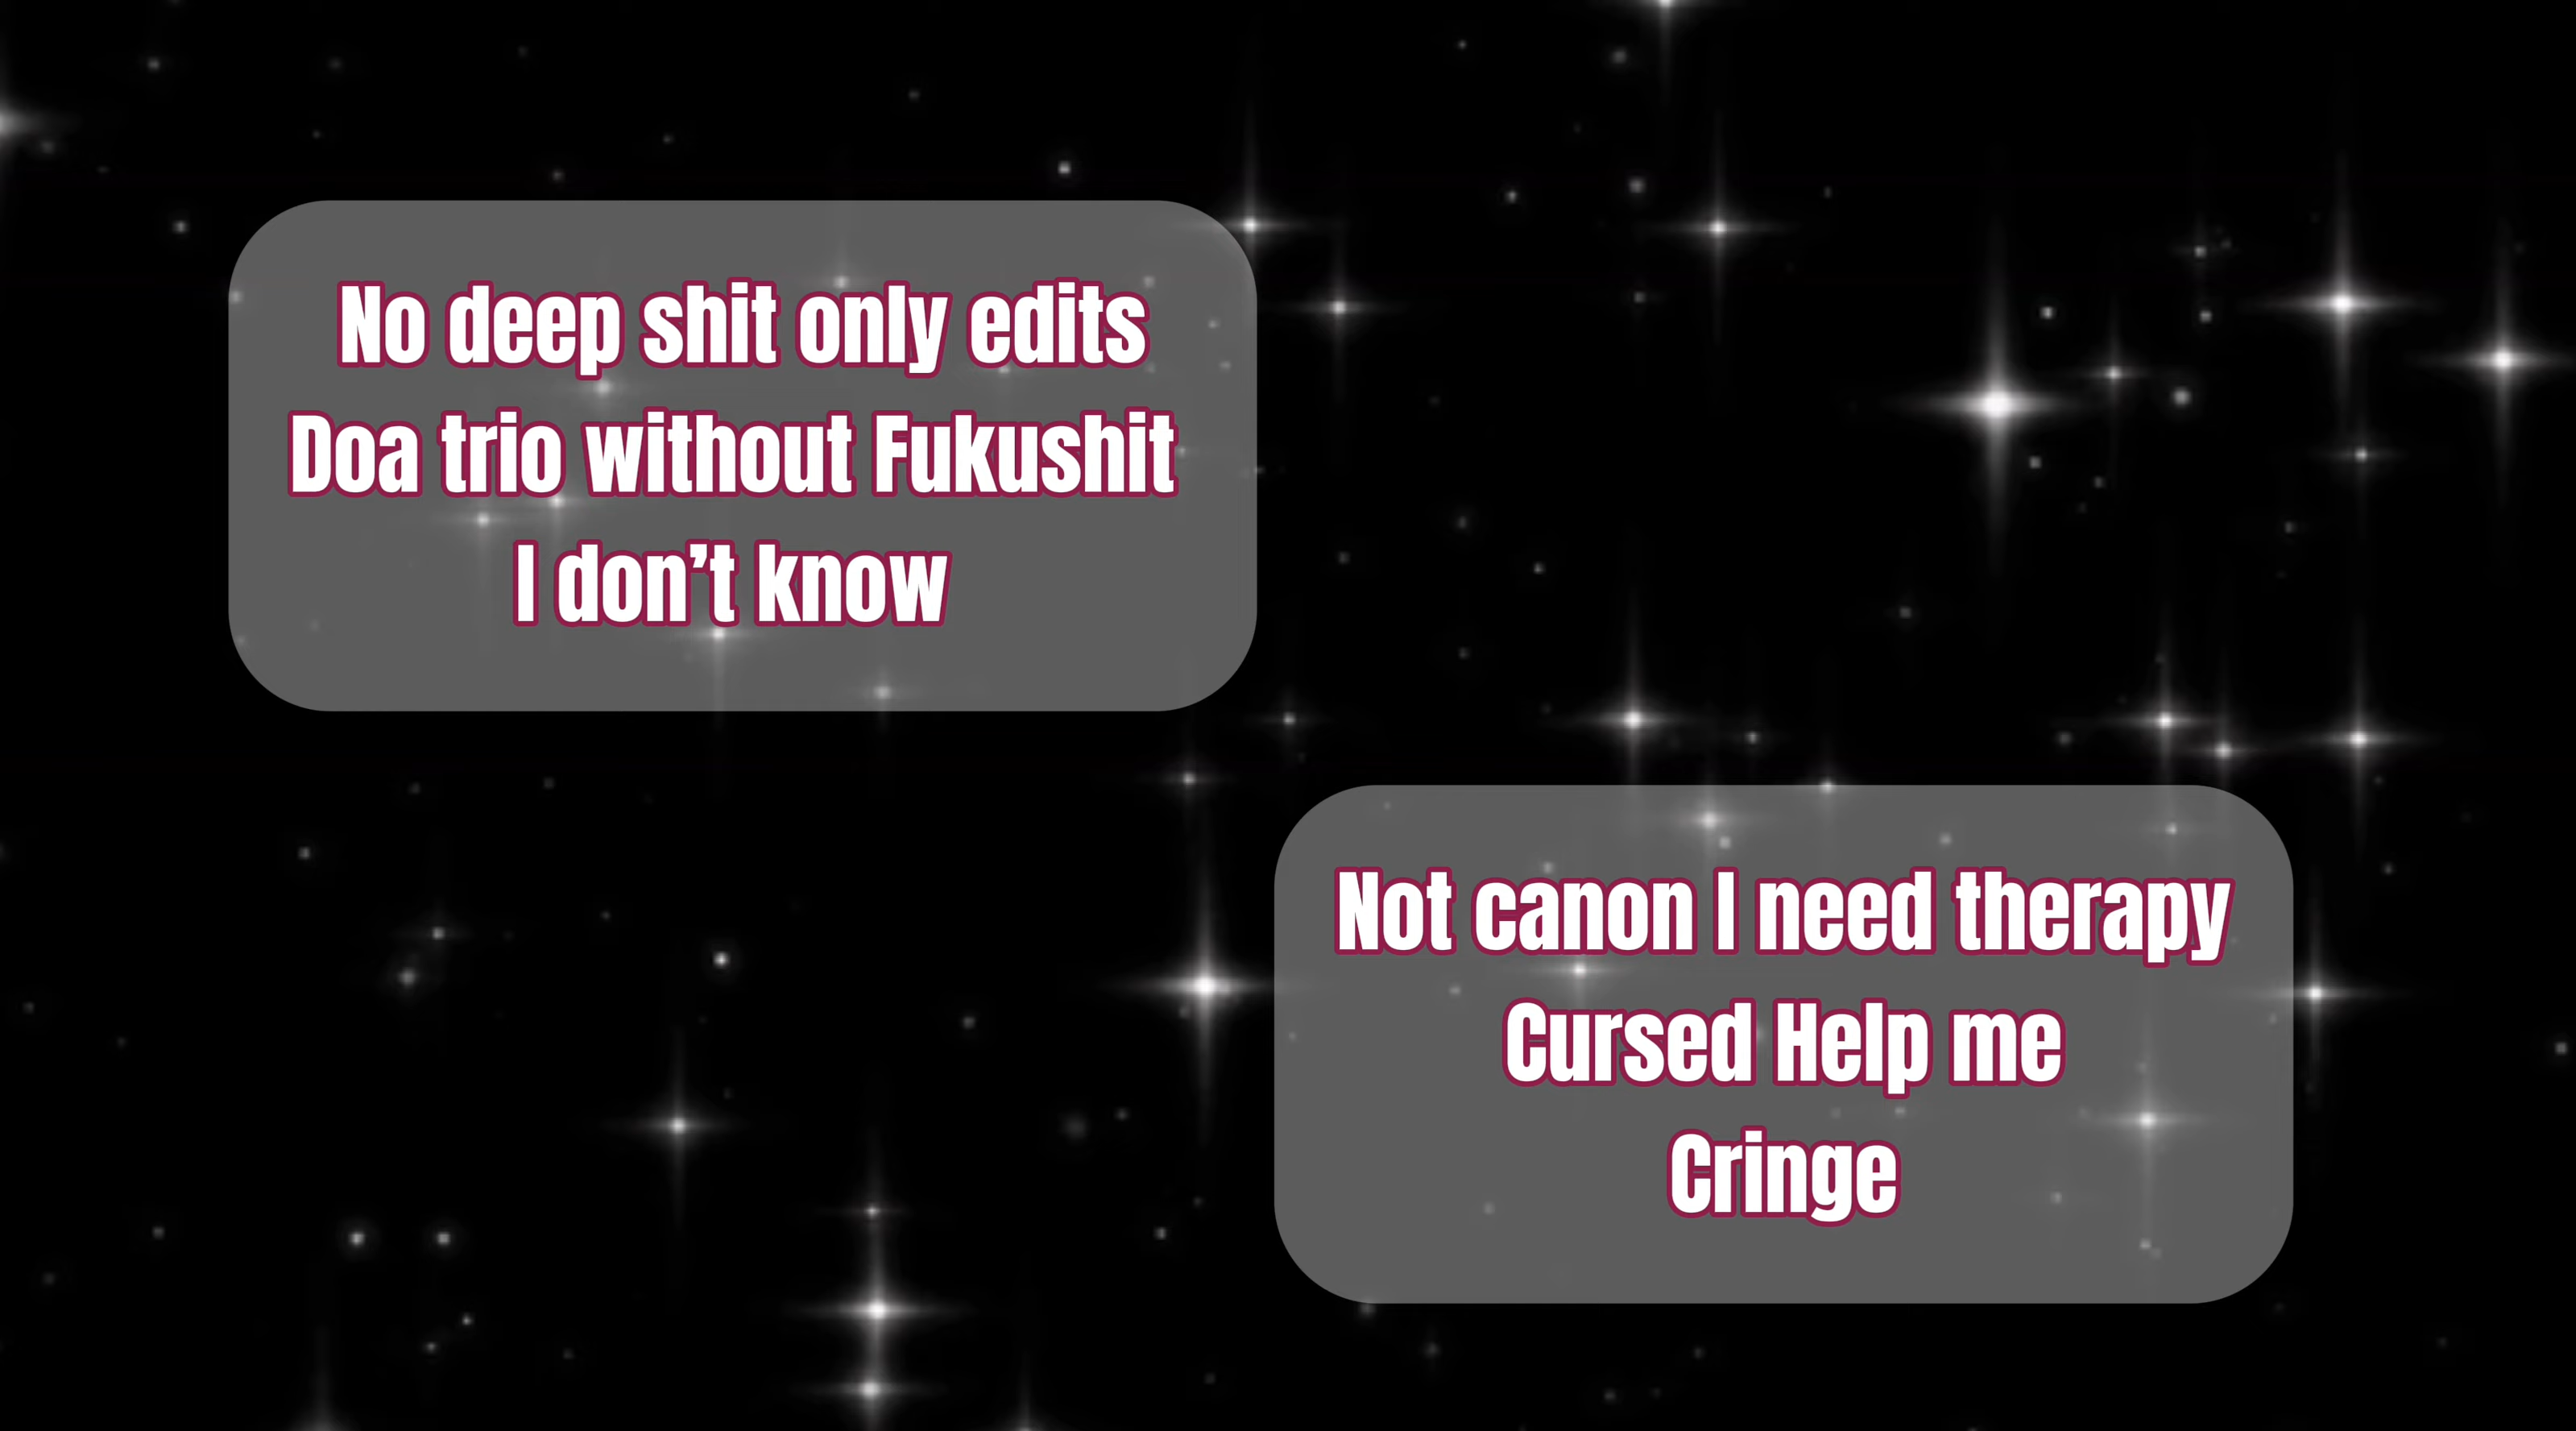 No deep shit only edits
Doa trio without Fukushit
I don’t know
Not canon I need therapy
Cursed Help me
Cringe